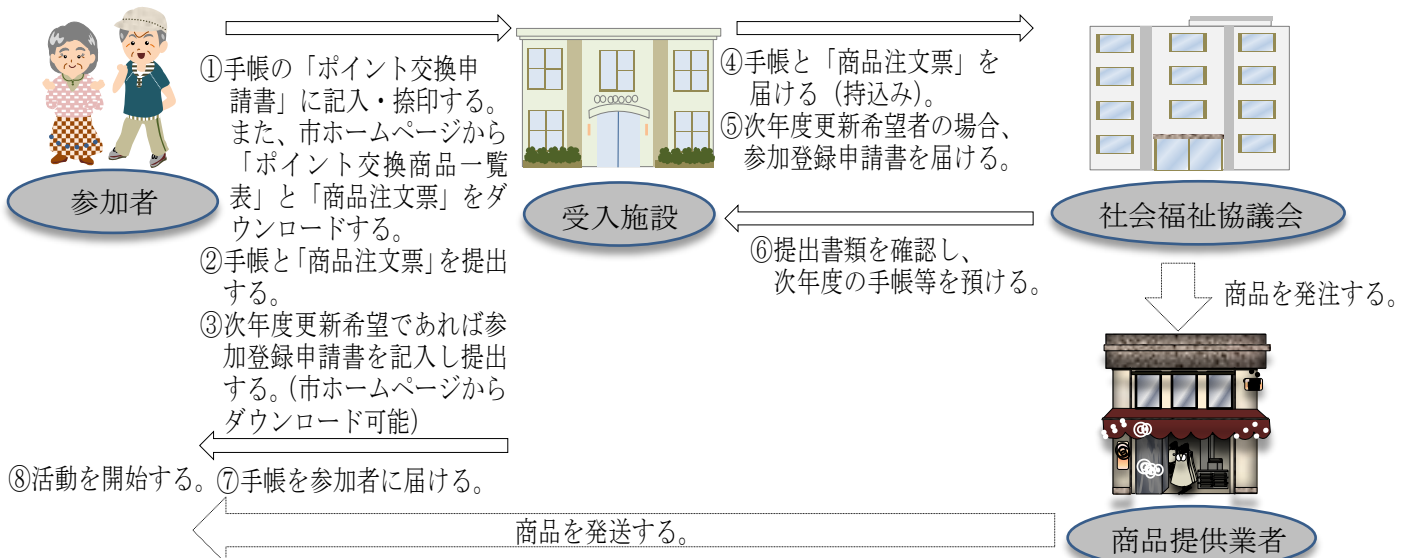 ①手帳の「ポイント交換申
請書」に記入・捺印する。
また、市ホームページから
「ポイント交換商品一覧
表」と「商品注文票」をダ
ウンロードする。
②手帳と「商品注文票」を提出
する。
③次年度更新希望であれば参
加登録申請書を記入し提出
する。（市ホームページから
ダウンロード可能）
参加者
受入施設
④手帳と「商品注文票」を
届ける（持込み）。
⑤次年度更新希望者の場合、
参加登録申請書を届ける。
社会福祉協議会
⑥提出書類を確認し、
次年度の手帳等を預ける。
商品を発注する。
⑧活動を開始する。
⑦手帳を参加者に届ける。
商品を発送する。
商品提供業者